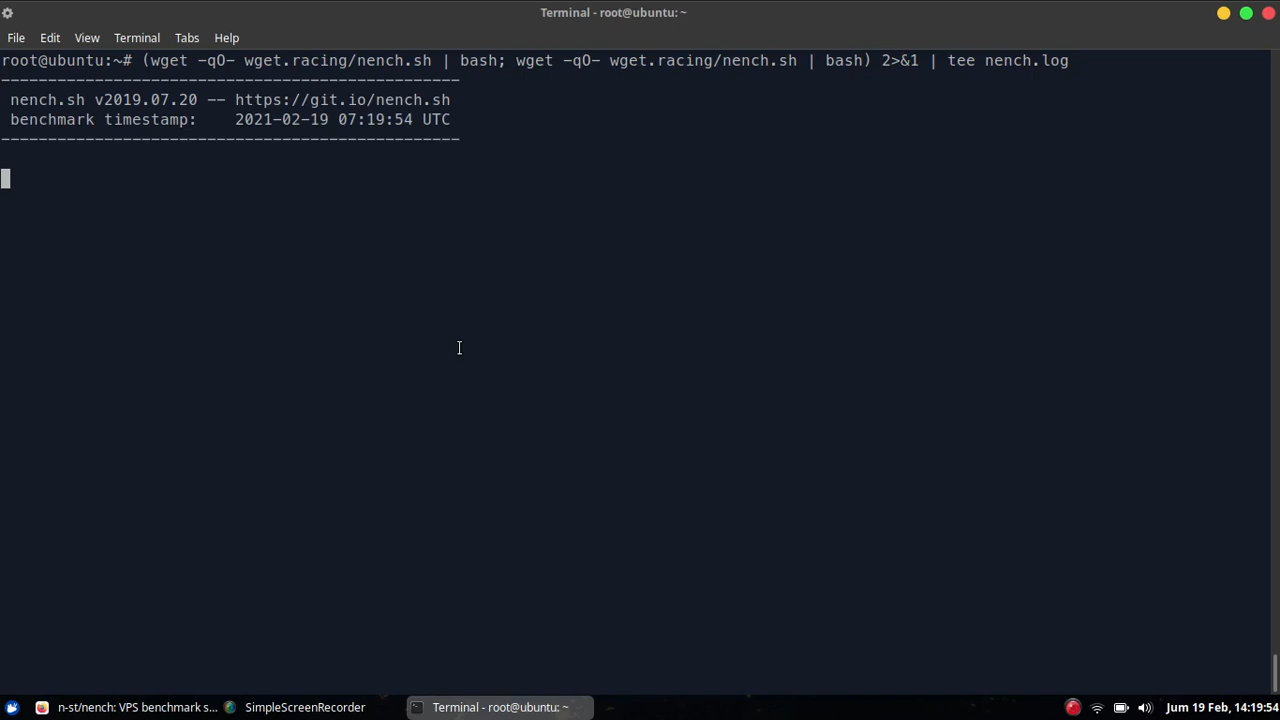 Terminal - root@ubuntu: ~
File Edit View Terminal Tabs Help
root@ubuntu:~# (wget -qO- wget.racing/nench.sh | bash; wget -qO- wget.racing/nench.sh | bash) 2>&1 | tee nench.log
-------------------------------------------------
nench.sh v2019.07.20 -- https://git.io/nench.sh
benchmark timestamp:    2021-02-19 07:19:54 UTC
-------------------------------------------------
n-st/nench: VPS benchmark s... SimpleScreenRecorder Terminal - root@ubuntu: ~ Jum 19 Feb, 14:19:54